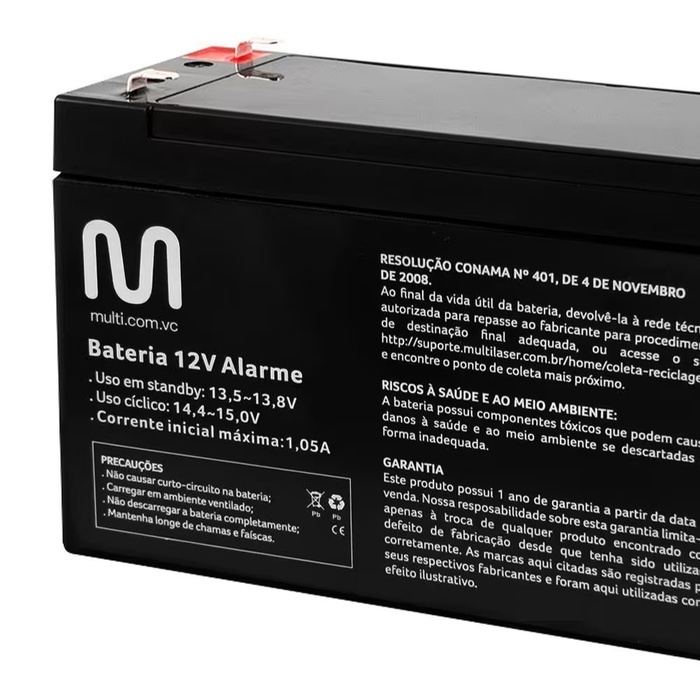 multi.com.vc
Bateria 12V Alarme
. Uso em standby: 13,5~13,8V
. Uso cíclico: 14,4~15,0V
. Corrente inicial máxima:1,05A
PRECAUÇÕES
. Não causar curto-circuito na bateria;
. Carregar em ambiente ventilado;
. Não descarregar a bateria completamente;
. Mantenha longe de chamas e faíscas.
Pb Pb
CE
RESOLUÇÃO CONAMA Nº 401, DE 4 DE NOVEMBRO
DE 2008.
Ao final da vida útil da bateria, devolvê-la à rede
autorizada para repasse ao fabricante para
de destinação final adequada, ou acesse o
http://suporte.multilaser.com.br/home/coleta-reciclage
e encontre o ponto de coleta mais próximo.
RISCOS À SAÚDE E AO MEIO AMBIENTE:
A bateria possui componentes tóxicos que podem
danos à saúde e ao meio ambiente se descartadas
forma inadequada.
GARANTIA
Este produto possui 1 ano de garantia a partir da data
venda. Nossa resposabilidade sobre esta garantia limita-
apenas à troca de qualquer produto encontrado
defeito de fabricação desde que tenha sido
corretamente. As marcas aqui citadas são registradas
seus respectivos fabricantes e foram aqui utilizadas
efeito ilustrativo.